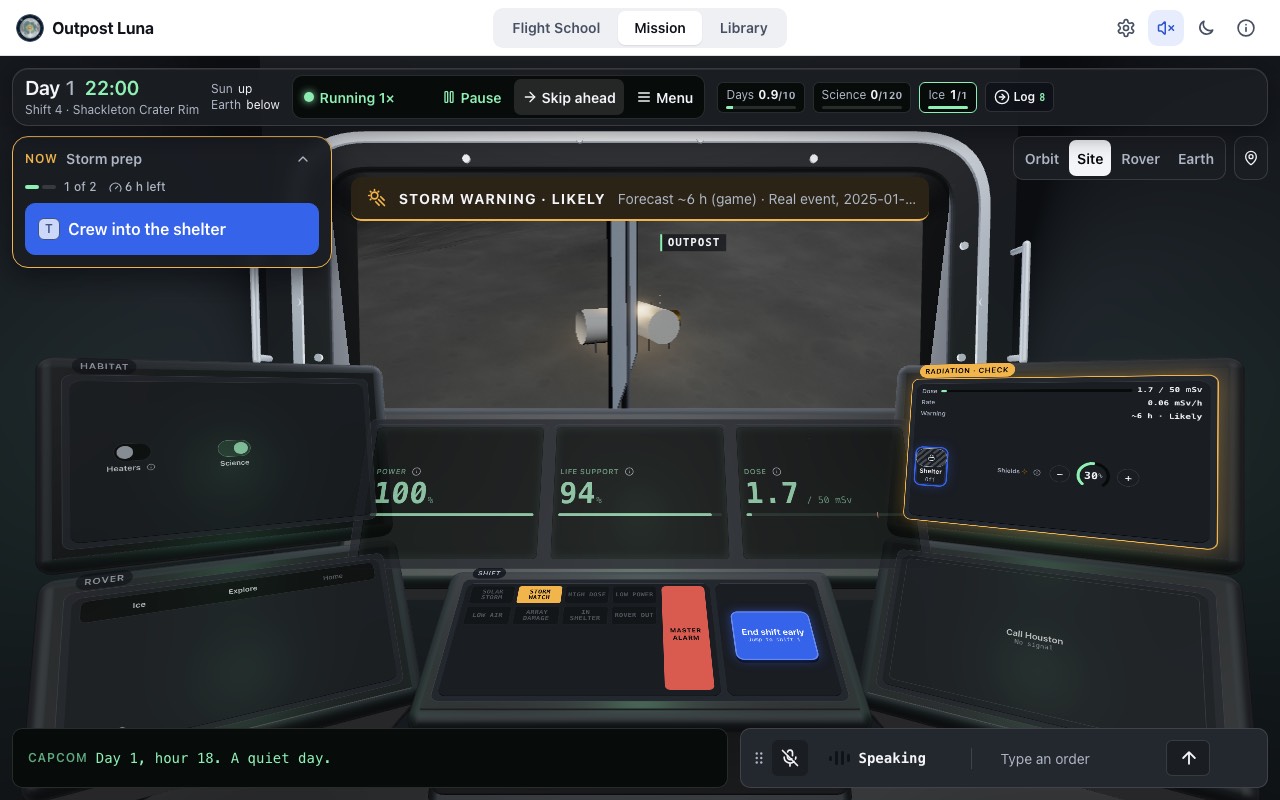 Outpost Luna
Flight School
Mission
Library
Day 1 22:00
Shift 4 · Shackleton Crater Rim
Sun up
Earth below
Running 1×
Pause
Skip ahead
Menu
Days 0.9/10
Science 0/120
Ice 1/1
Log 8
NOW Storm prep
1 of 2 6 h left
T Crew into the shelter
Orbit
Site
Rover
Earth
STORM WARNING · LIKELY Forecast ~6 h (game) · Real event, 2025-01-…
OUTPOST
HABITAT
Heaters
Science
RADIATION · CHECK
Dose 1.7 / 50 mSv
Rate 0.06 mSv/h
Warning ~6 h · Likely
Shelter
Off
Shields
− 30% +
POWER
100%
LIFE SUPPORT
94%
DOSE
1.7 / 50 mSv
ROVER
Ice
Explore
Home
SHIFT
SOLAR STORM
STORM WATCH
HIGH DOSE
LOW POWER
LOW AIR
ARRAY DAMAGE
IN SHELTER
ROVER OUT
MASTER ALARM
End shift early
Call Houston
No signal
CAPCOM Day 1, hour 18. A quiet day.
Speaking
Type an order